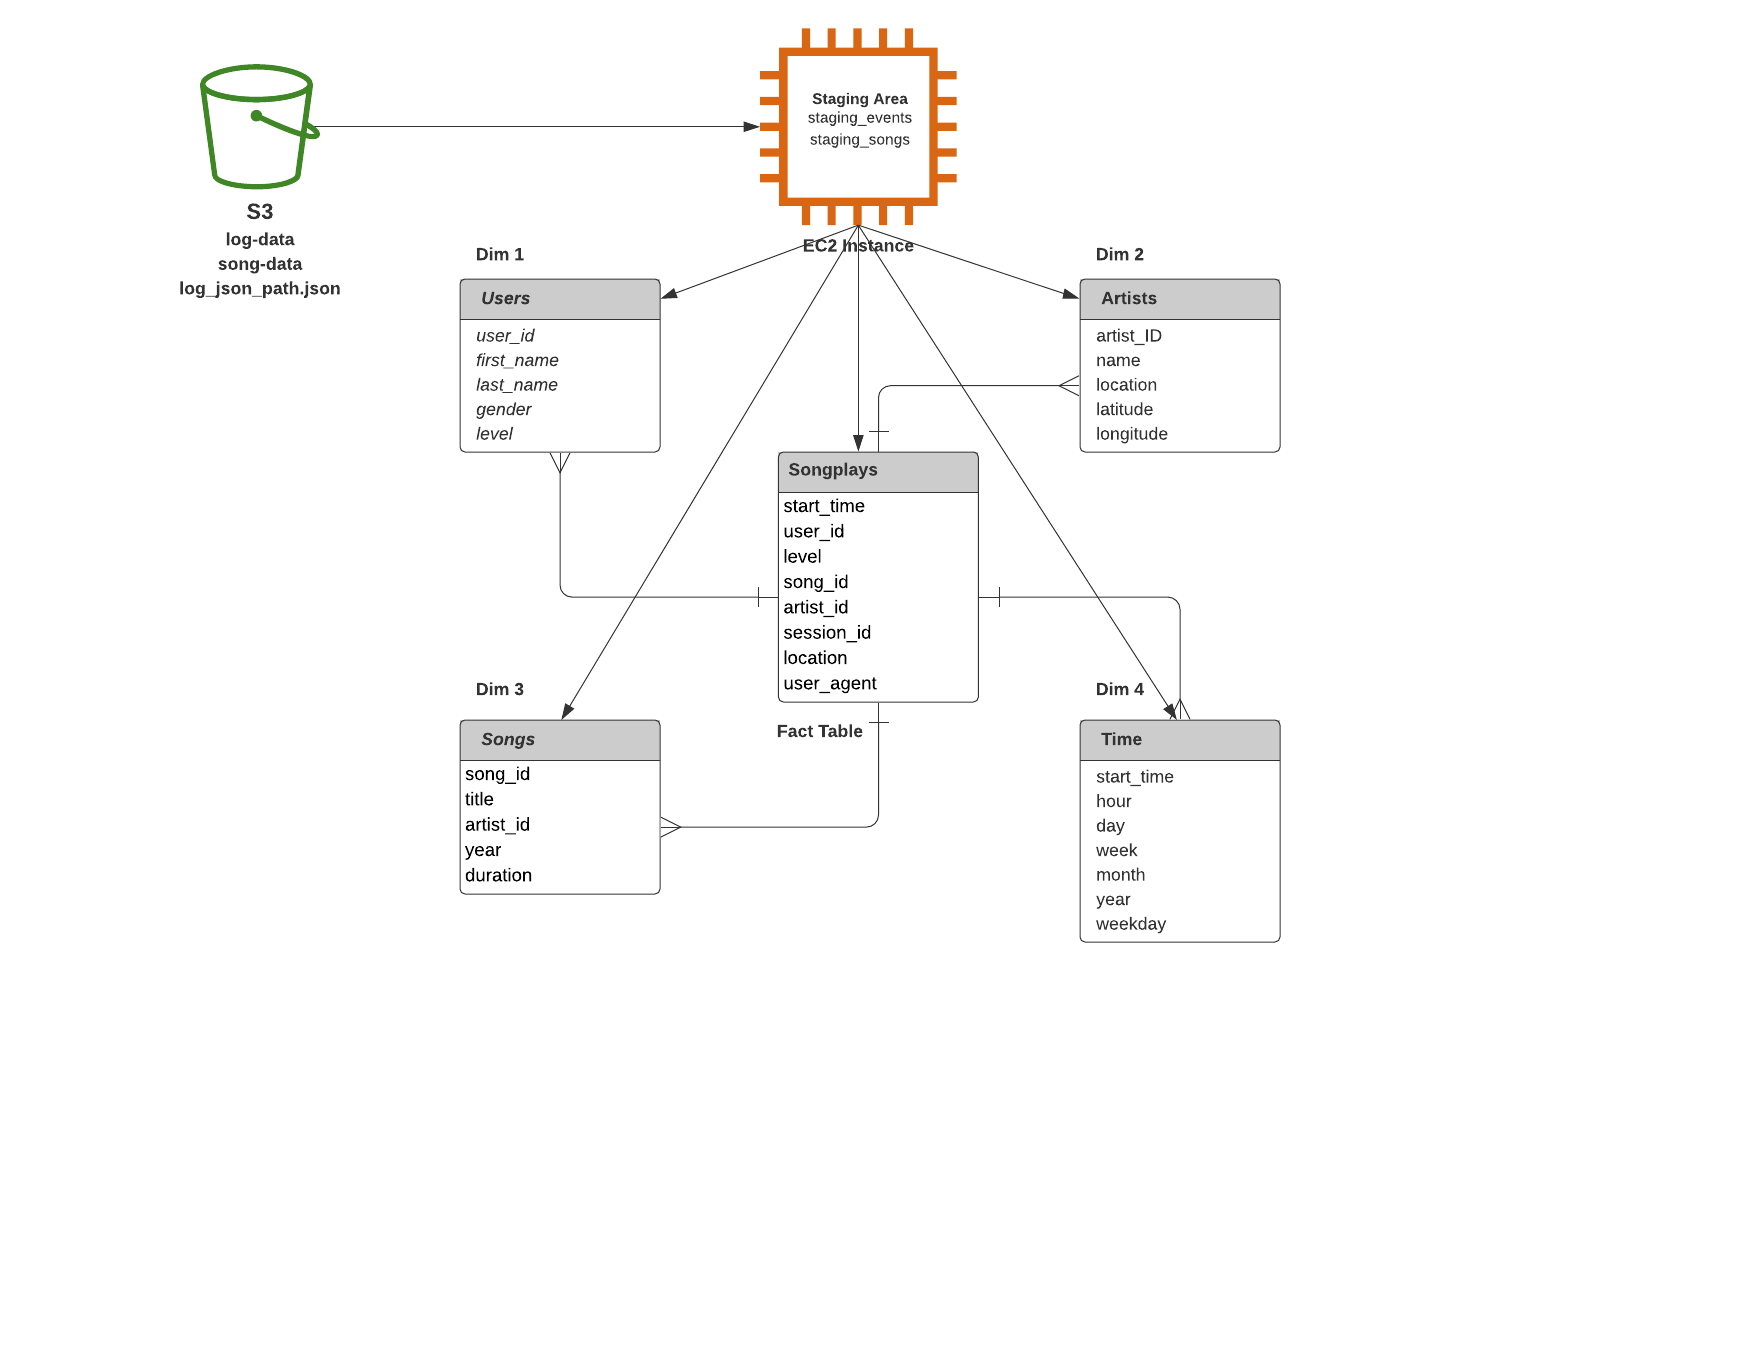 Staging Area
staging_events
staging_songs
S3
log-data
song-data
log_json_path.json
EC2 Instance
Dim 1
Users
user_id
first_name
last_name
gender
level
Dim 2
Artists
artist_ID
name
location
latitude
longitude
Songplays
start_time
user_id
level
song_id
artist_id
session_id
location
user_agent
Fact Table
Dim 3
Songs
song_id
title
artist_id
year
duration
Dim 4
Time
start_time
hour
day
week
month
year
weekday